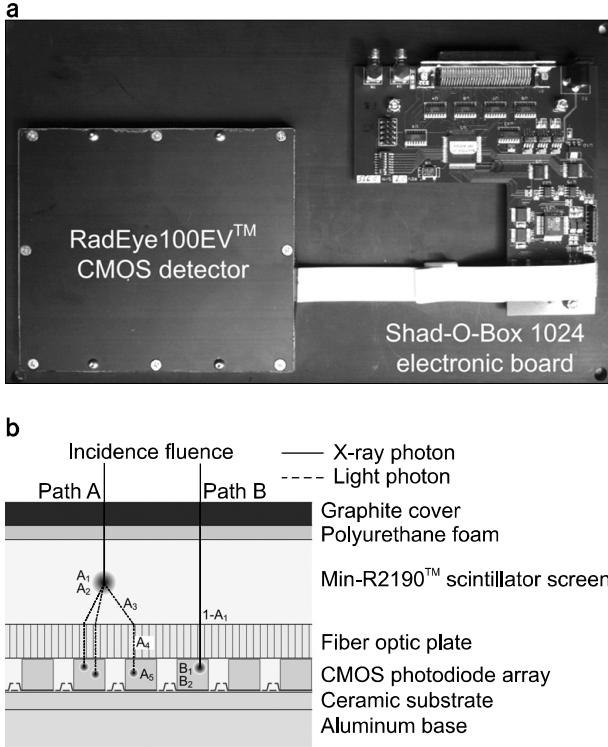 a
RadEye100EV™
CMOS detector
Shad-O-Box 1024
electronic board
b
Incidence fluence
X-ray photon
Light photon
Path A
Path B
Graphite cover
Polyurethane foam
A₁
A₂
Min-R2190™ scintillator screen
A₃
1-A₁
A₄
Fiber optic plate
A₅
B₁
B₂
CMOS photodiode array
Ceramic substrate
Aluminum base